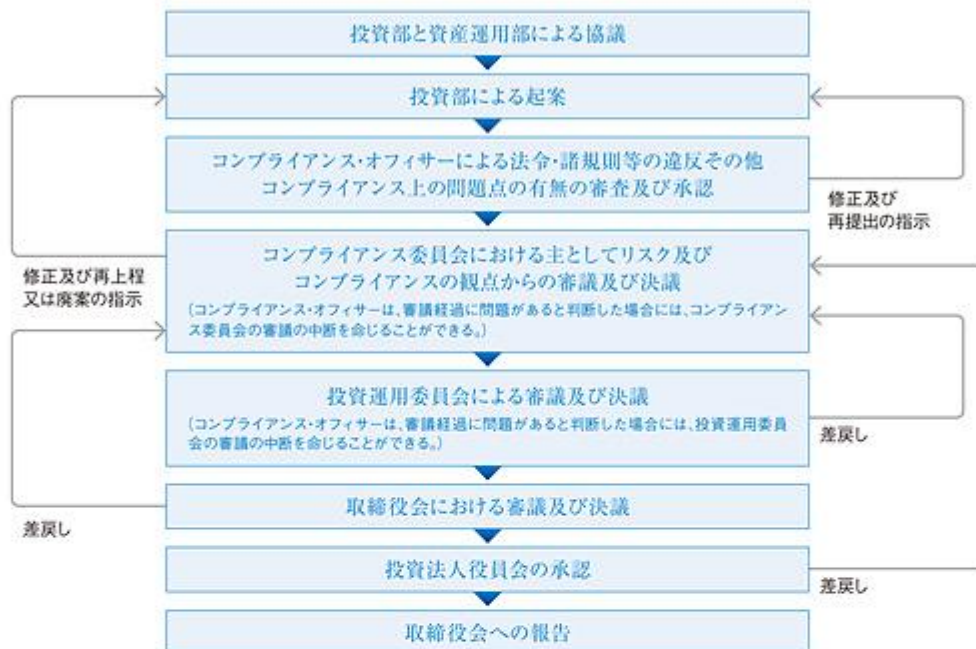 投資部と資産運用部による協議
投資部による起案
コンプライアンス・オフィサーによる法令・諸規則等の違反その他
コンプライアンス上の問題点の有無の審査及び承認
修正及び
再提出の指示
コンプライアンス委員会における主としてリスク及び
コンプライアンスの観点からの審議及び決議
(コンプライアンス・オフィサーは、審議経過に問題があると判断した場合には、コンプライアン
ス委員会の審議の中断を命じることができる。)
修正及び再上程
又は廃案の指示
投資運用委員会による審議及び決議
(コンプライアンス・オフィサーは、審議経過に問題があると判断した場合には、投資運用委員
会の審議の中断を命じることができる。)
差戻し
取締役会における審議及び決議
差戻し
投資法人役員会の承認
差戻し
取締役会への報告